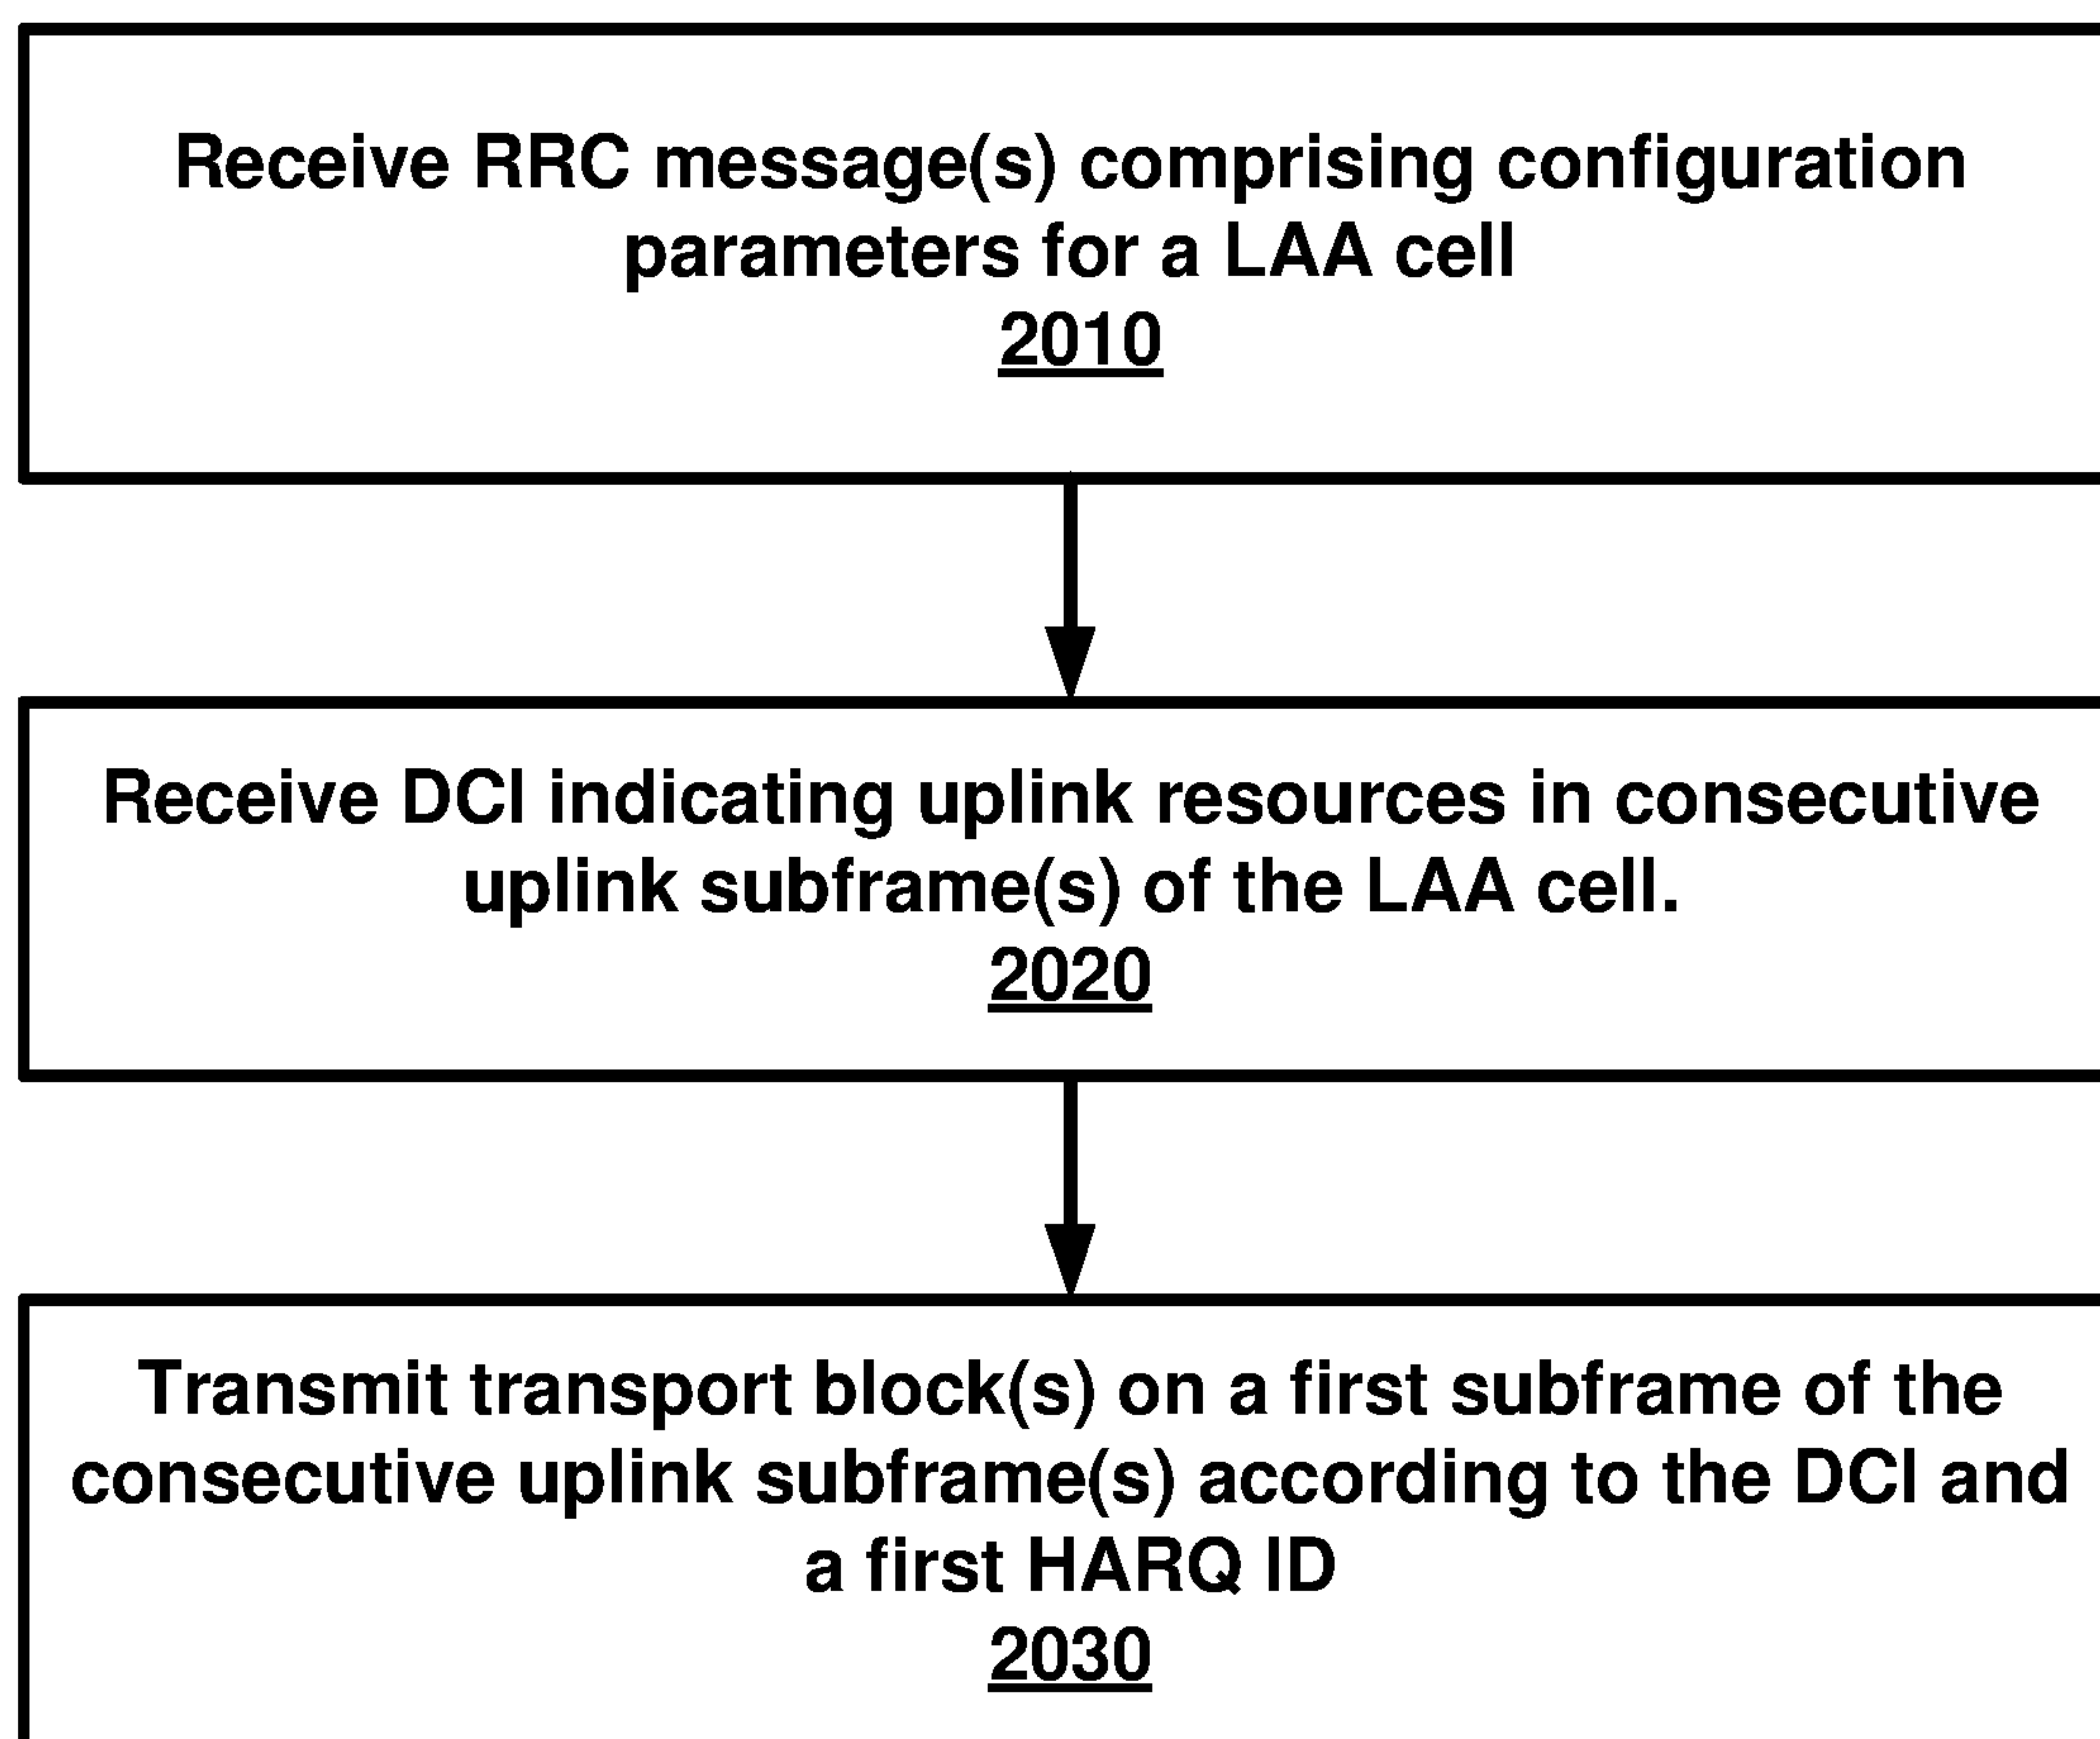 Receive RRC message(s) comprising configuration
parameters for a LAA cell
2010
Receive DCI indicating uplink resources in consecutive
uplink subframe(s) of the LAA cell.
2020
Transmit transport block(s) on a first subframe of the
consecutive uplink subframe(s) according to the DCI and
a first HARQ ID
2030